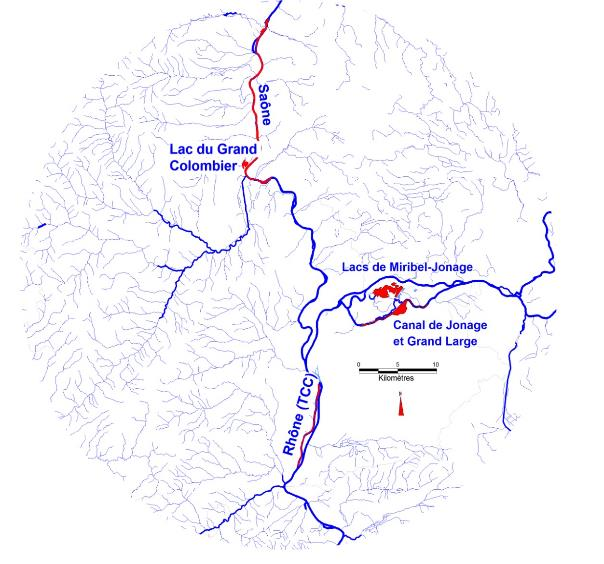 Saône
Lac du Grand
Colombier
Lacs de Miribel-Jonage
Canal de Jonage
et Grand Large
0 5 10
Kilomètres
N
Rhône (TCC)